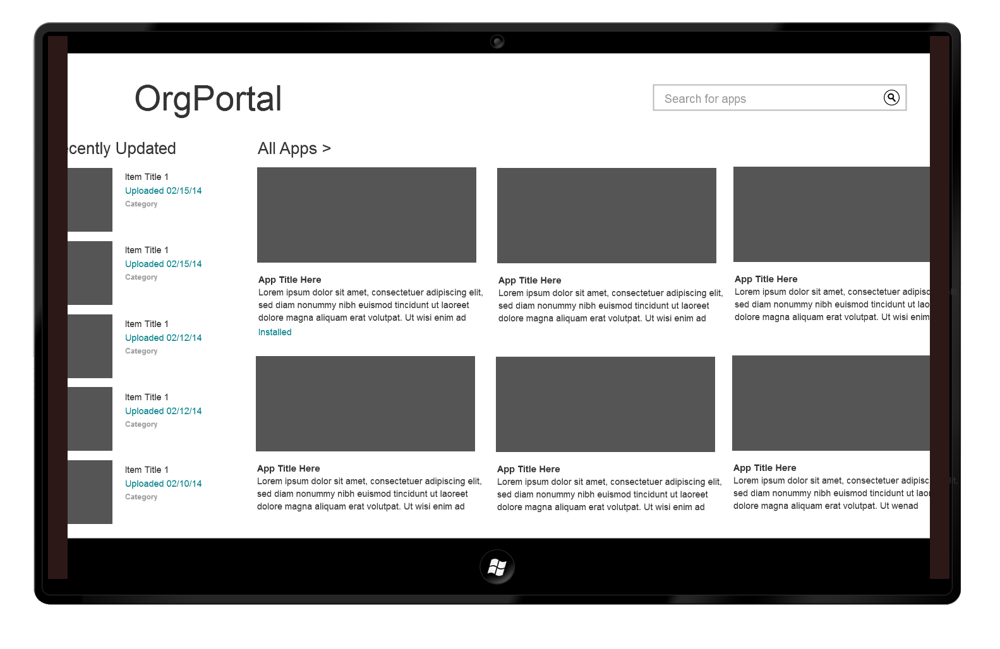 OrgPortal
Search for apps
ecently Updated
All Apps >
Item Title 1
Uploaded 02/15/14
Category
Item Title 1
Uploaded 02/15/14
Category
Item Title 1
Uploaded 02/12/14
Category
Item Title 1
Uploaded 02/12/14
Category
Item Title 1
Uploaded 02/10/14
Category
App Title Here
Lorem ipsum dolor sit amet, consectetuer adipiscing elit,
sed diam nonummy nibh euismod tincidunt ut laoreet
dolore magna aliquam erat volutpat. Ut wisi enim ad
Installed
App Title Here
Lorem ipsum dolor sit amet, consectetuer adipiscing elit,
sed diam nonummy nibh euismod tincidunt ut laoreet
dolore magna aliquam erat volutpat. Ut wisi enim ad
App Title Here
Lorem ipsum dolor sit amet, consectetuer adipisc
sed diam nonummy nibh euismod tincidunt ut lao
dolore magna aliquam erat volutpat. Ut wisi enim
App Title Here
Lorem ipsum dolor sit amet, consectetuer adipiscing elit,
sed diam nonummy nibh euismod tincidunt ut laoreet
dolore magna aliquam erat volutpat. Ut wisi enim ad
App Title Here
Lorem ipsum dolor sit amet, consectetuer adipiscing elit,
sed diam nonummy nibh euismod tincidunt ut laoreet
dolore magna aliquam erat volutpat. Ut wisi enim ad
App Title Here
Lorem ipsum dolor sit amet, consectetuer adipisc
sed diam nonummy nibh euismod tincidunt ut laor
dolore magna aliquam erat volutpat. Ut wenad